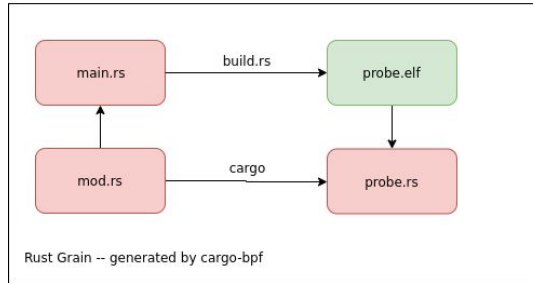 main.rs
build.rs
probe.elf
mod.rs
cargo
probe.rs
Rust Grain -- generated by cargo-bpf